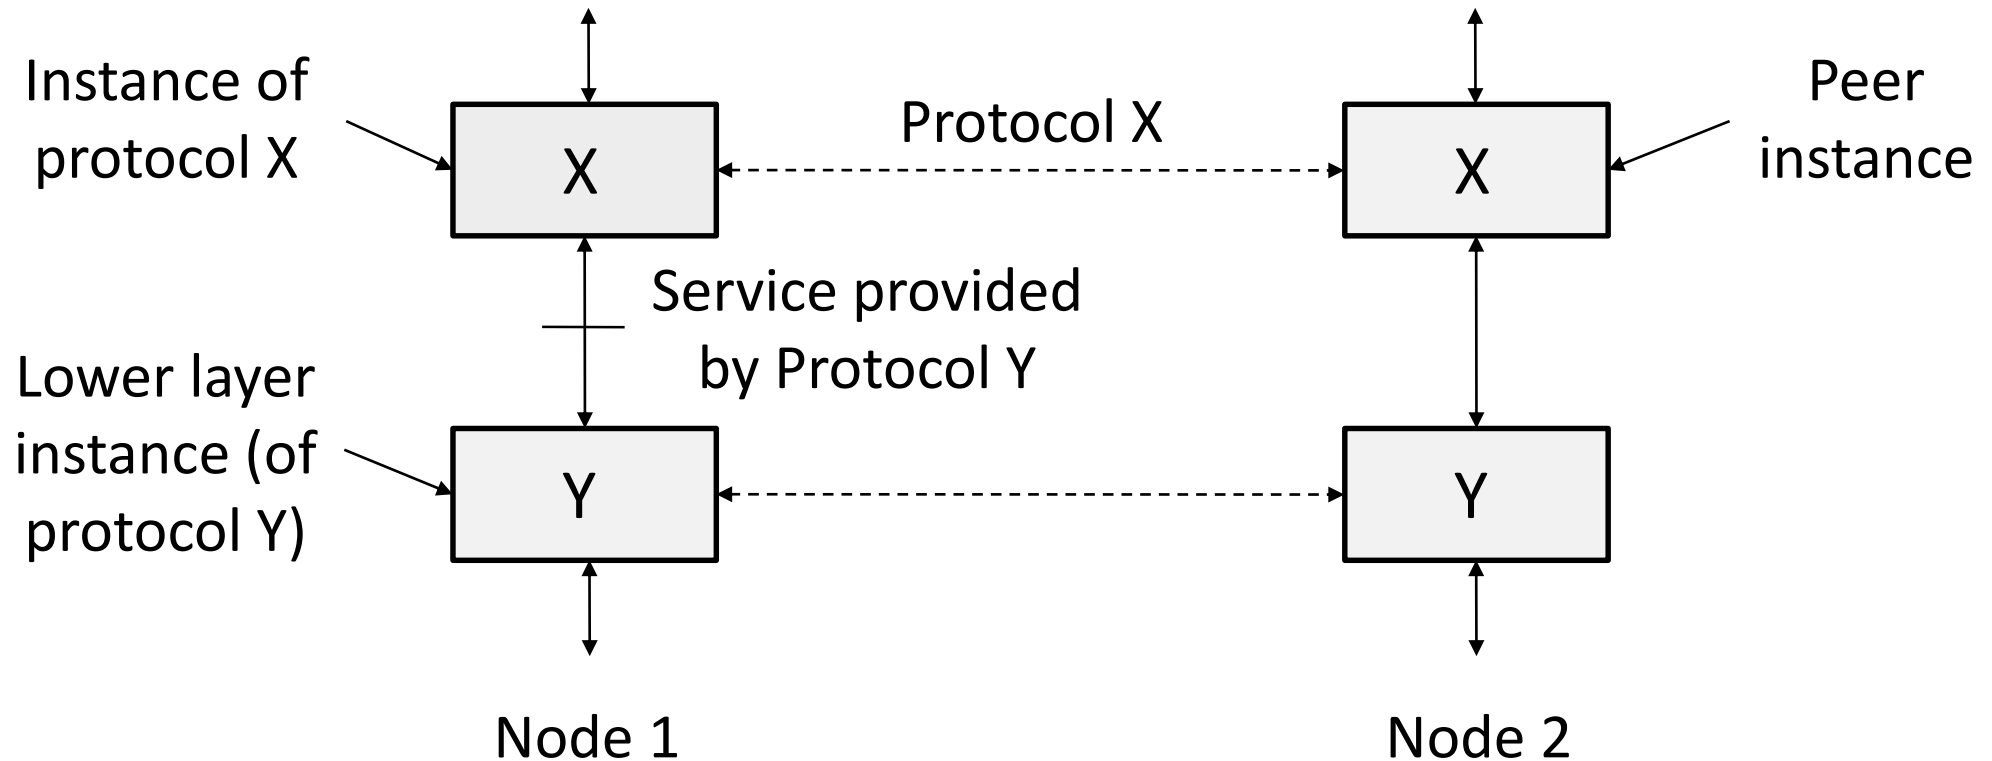 Instance of
protocol X
X
Protocol X
X
Peer
instance
Service provided
by Protocol Y
Lower layer
instance (of
protocol Y)
Y
Y
Node 1
Node 2